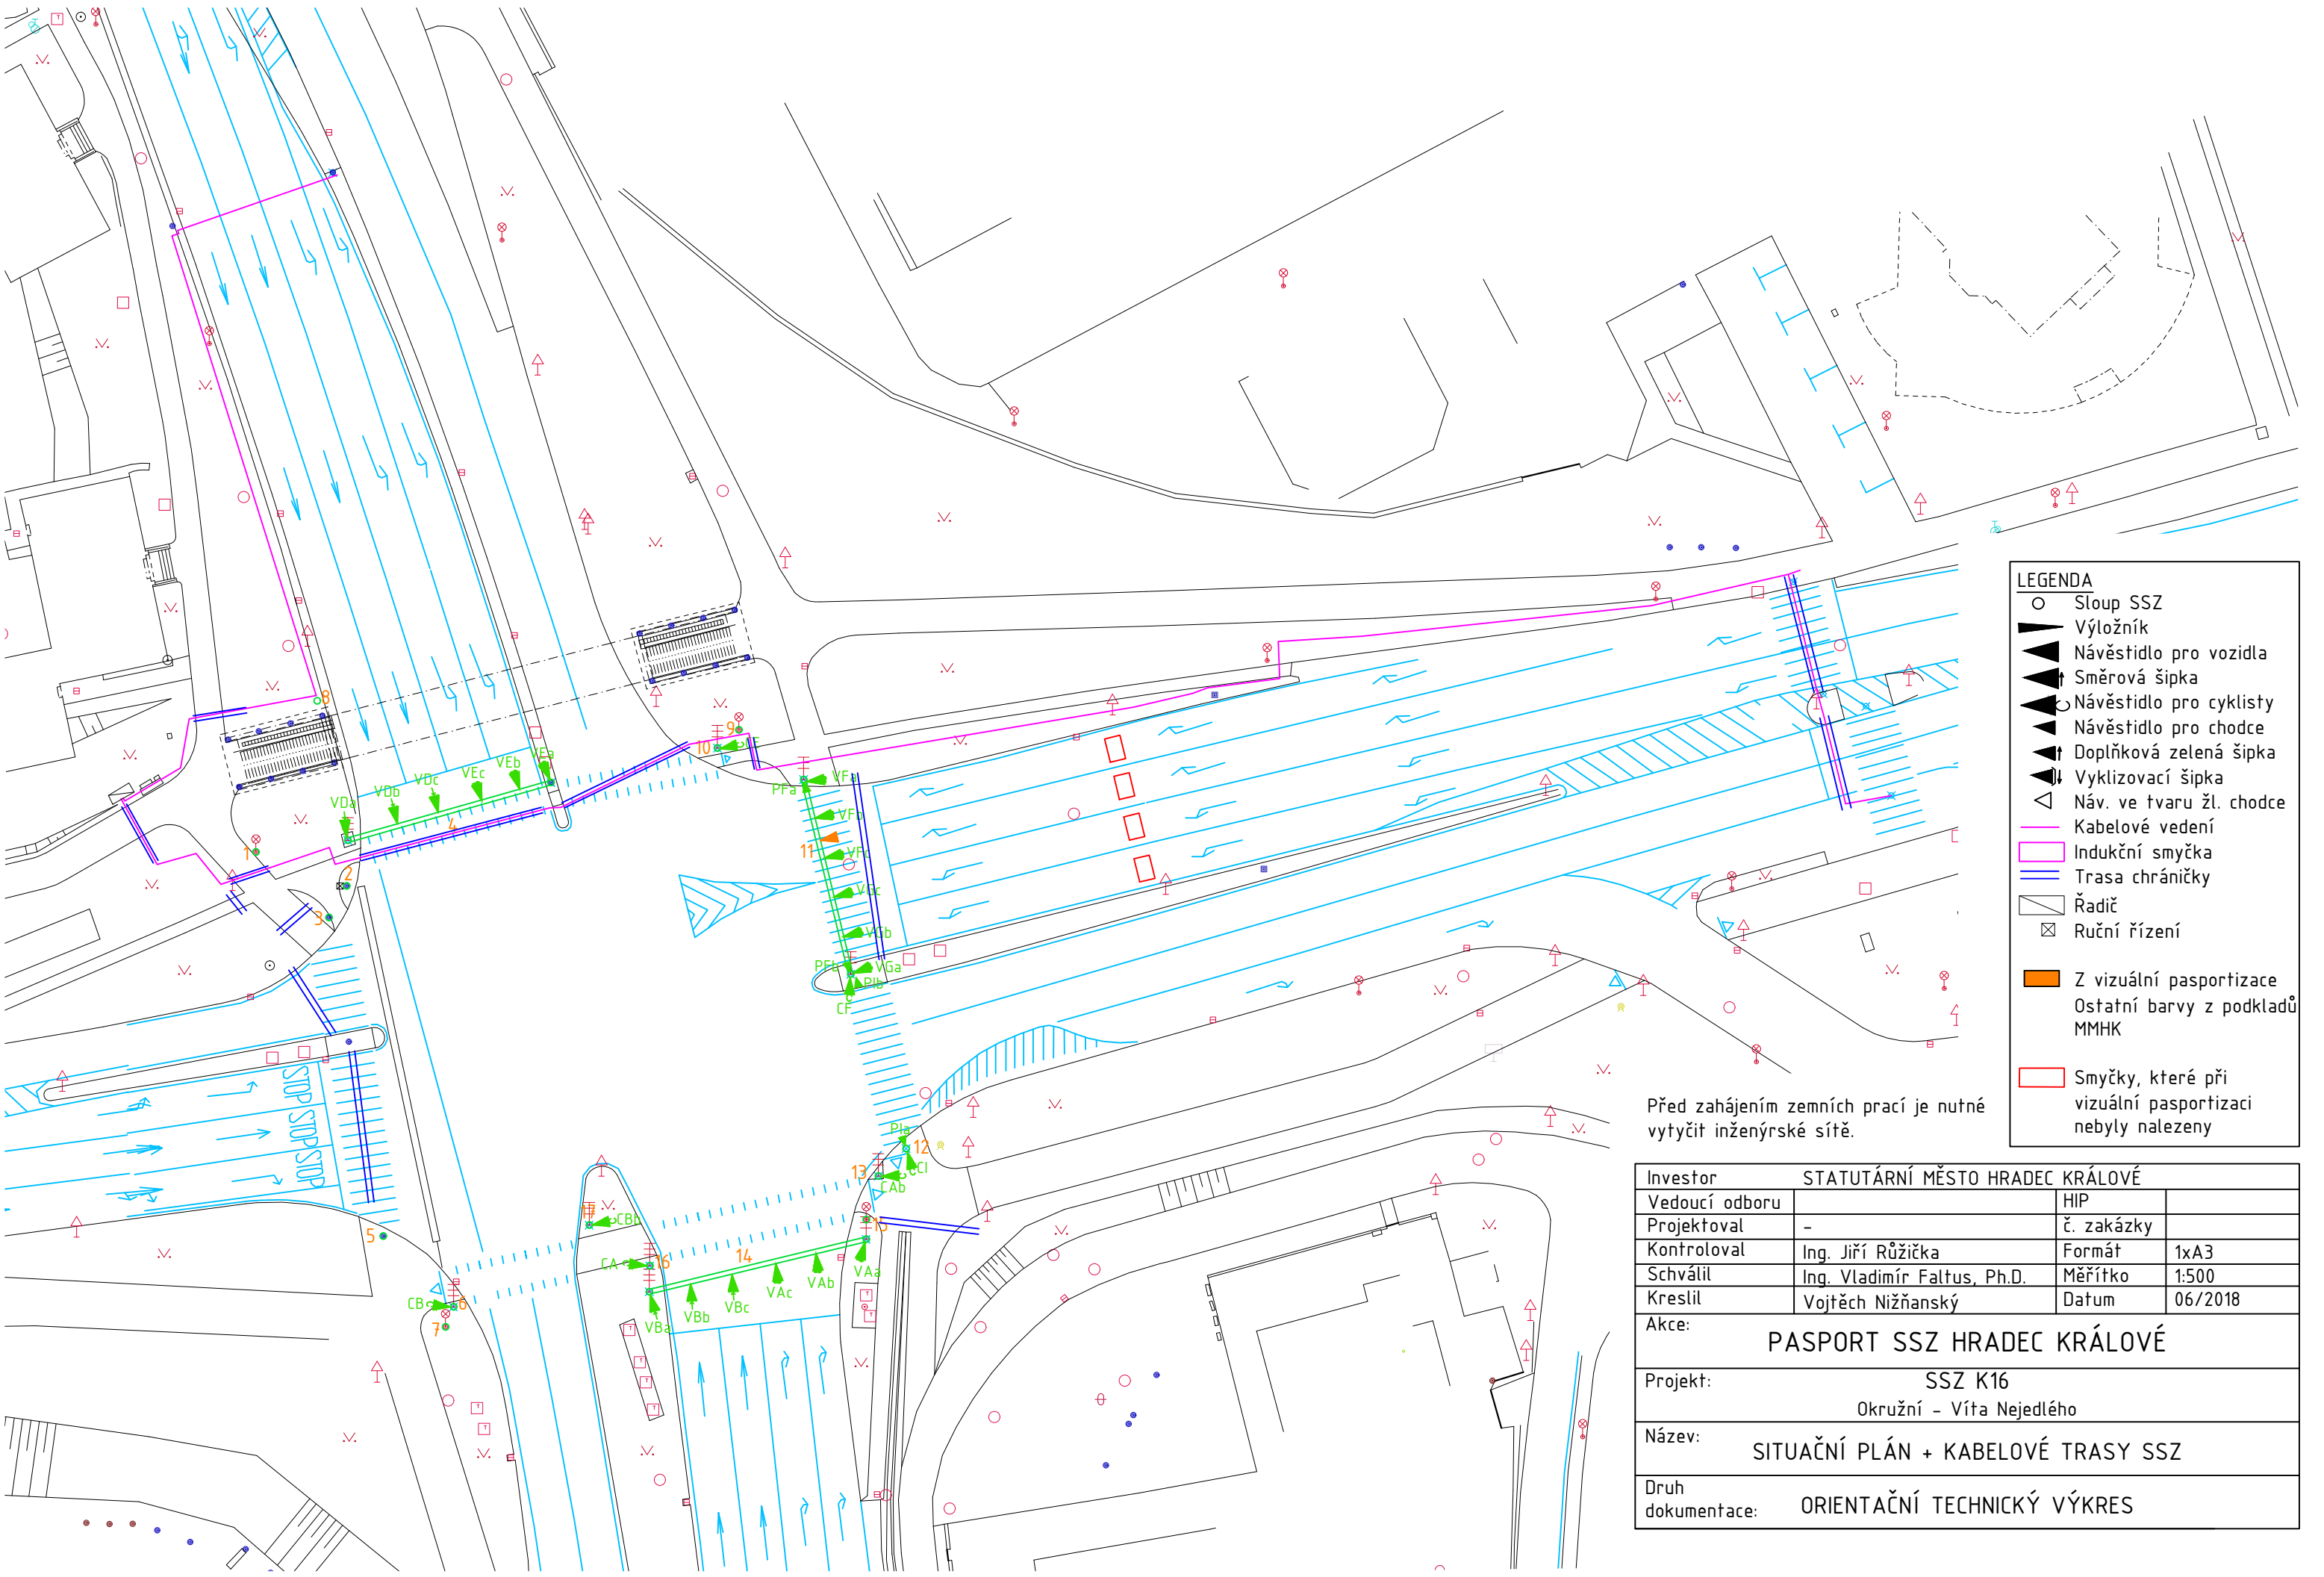 8
9
10
VEa
VEb
VEc
VDc
VDb
VDa
4
1
2
3
PFa
VFa
VFb
11
VFc
VGc
VGb
PFb
VGa
PIb
CF
STOP
STOP
STOP
5
PIa
12
13
CI
CAb
17
CBb
15
14
CA
16
VAa
VAb
VAc
VBc
VBb
VBa
CB
6
7
LEGENDA
Sloup SSZ
Výložník
Návěstidlo pro vozidla
Směrová šipka
Návěstidlo pro cyklisty
Návěstidlo pro chodce
Doplňková zelená šipka
Vyklizovací šipka
Náv. ve tvaru žl. chodce
Kabelové vedení
Indukční smyčka
Trasa chráničky
Řadič
Ruční řízení
Z vizuální pasportizace
Ostatní barvy z podkladů
MMHK
Smyčky, které při
vizuální pasportizaci
nebyly nalezeny
Před zahájením zemních prací je nutné
vytyčit inženýrské sítě.
Investor STATUTÁRNÍ MĚSTO HRADEC KRÁLOVÉ
Vedoucí odboru HIP
Projektoval - č. zakázky
Kontroloval Ing. Jiří Růžička Formát 1xA3
Schválil Ing. Vladimír Faltus, Ph.D. Měřítko 1:500
Kreslil Vojtěch Nižňanský Datum 06/2018
Akce:
PASPORT SSZ HRADEC KRÁLOVÉ
Projekt: SSZ K16
Okružní - Víta Nejedlého
Název:
SITUAČNÍ PLÁN + KABELOVÉ TRASY SSZ
Druh
dokumentace: ORIENTAČNÍ TECHNICKÝ VÝKRES